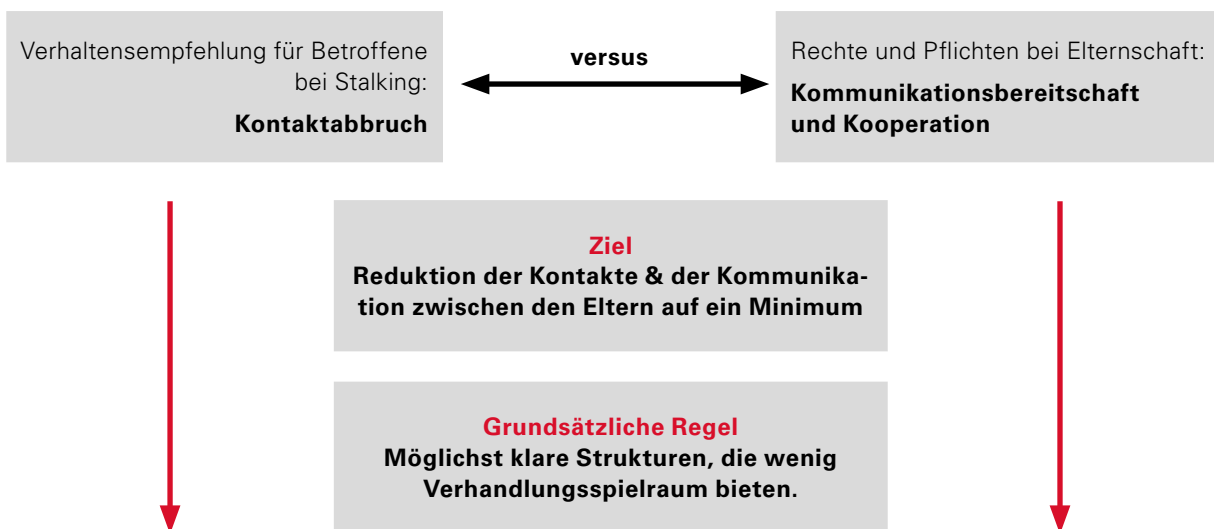 Verhaltensempfehlung für Betroffene
bei Stalking:
Kontaktabbruch
versus
Rechte und Pflichten bei Elternschaft:
Kommunikationsbereitschaft
und Kooperation
Ziel
Reduktion der Kontakte & der Kommunika-
tion zwischen den Eltern auf ein Minimum
Grundsätzliche Regel
Möglichst klare Strukturen, die wenig
Verhandlungsspielraum bieten.